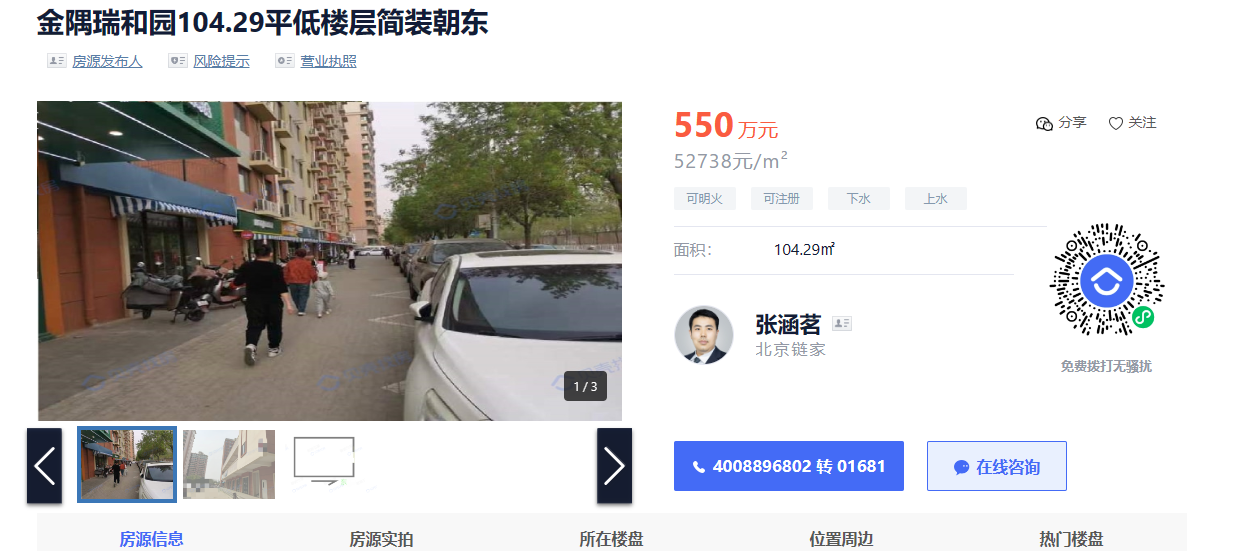 金隅瑞和园104.29平低楼层简装朝东
房源发布人 风险提示 营业执照
550万元
分享 关注
52738元/m²
可明火 可注册 下水 上水
面积： 104.29㎡
张涵茗
北京链家
免费拨打无骚扰
1 / 3
4008896802 转 01681
在线咨询
房源信息 房源实拍 所在楼盘 位置周边 热门楼盘